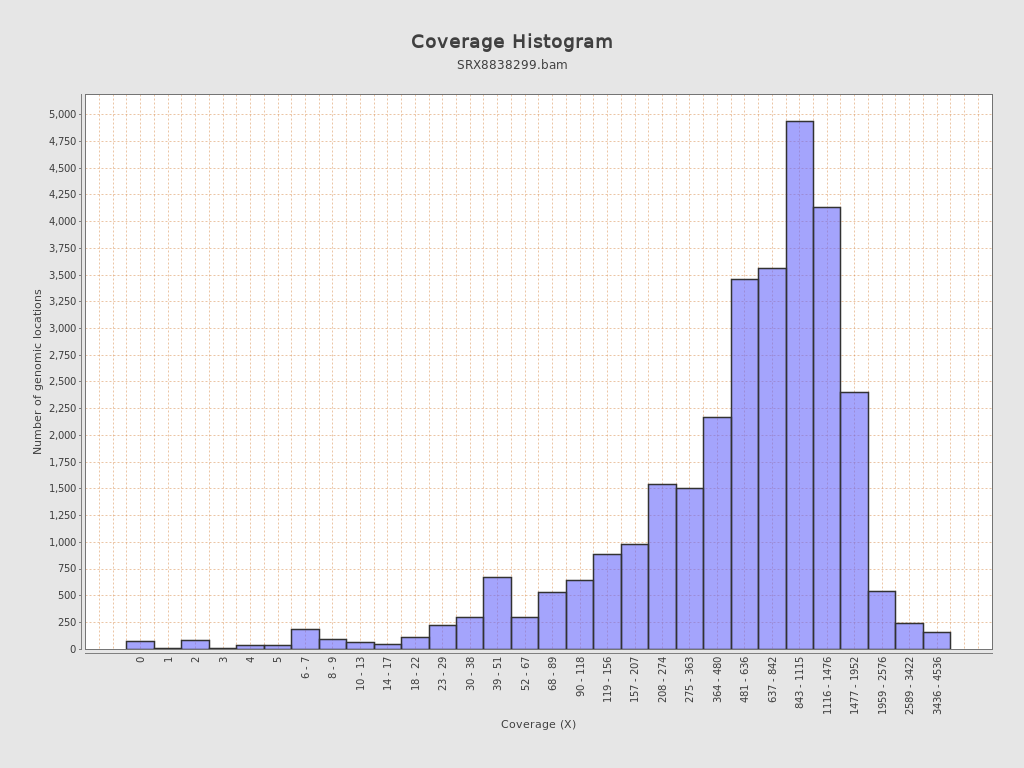 Coverage Histogram
SRX8838299.bam
Number of genomic locations
5,000
4,750
4,500
4,250
4,000
3,750
3,500
3,250
3,000
2,750
2,500
2,250
2,000
1,750
1,500
1,250
1,000
750
500
250
0
0
1
2
3
4
5
6 - 7
8 - 9
10 - 13
14 - 17
18 - 22
23 - 29
30 - 38
39 - 51
52 - 67
68 - 89
90 - 118
119 - 156
157 - 207
208 - 274
275 - 363
364 - 480
481 - 636
637 - 842
843 - 1115
1116 - 1476
1477 - 1952
1959 - 2576
2589 - 3422
3436 - 4536
Coverage (X)